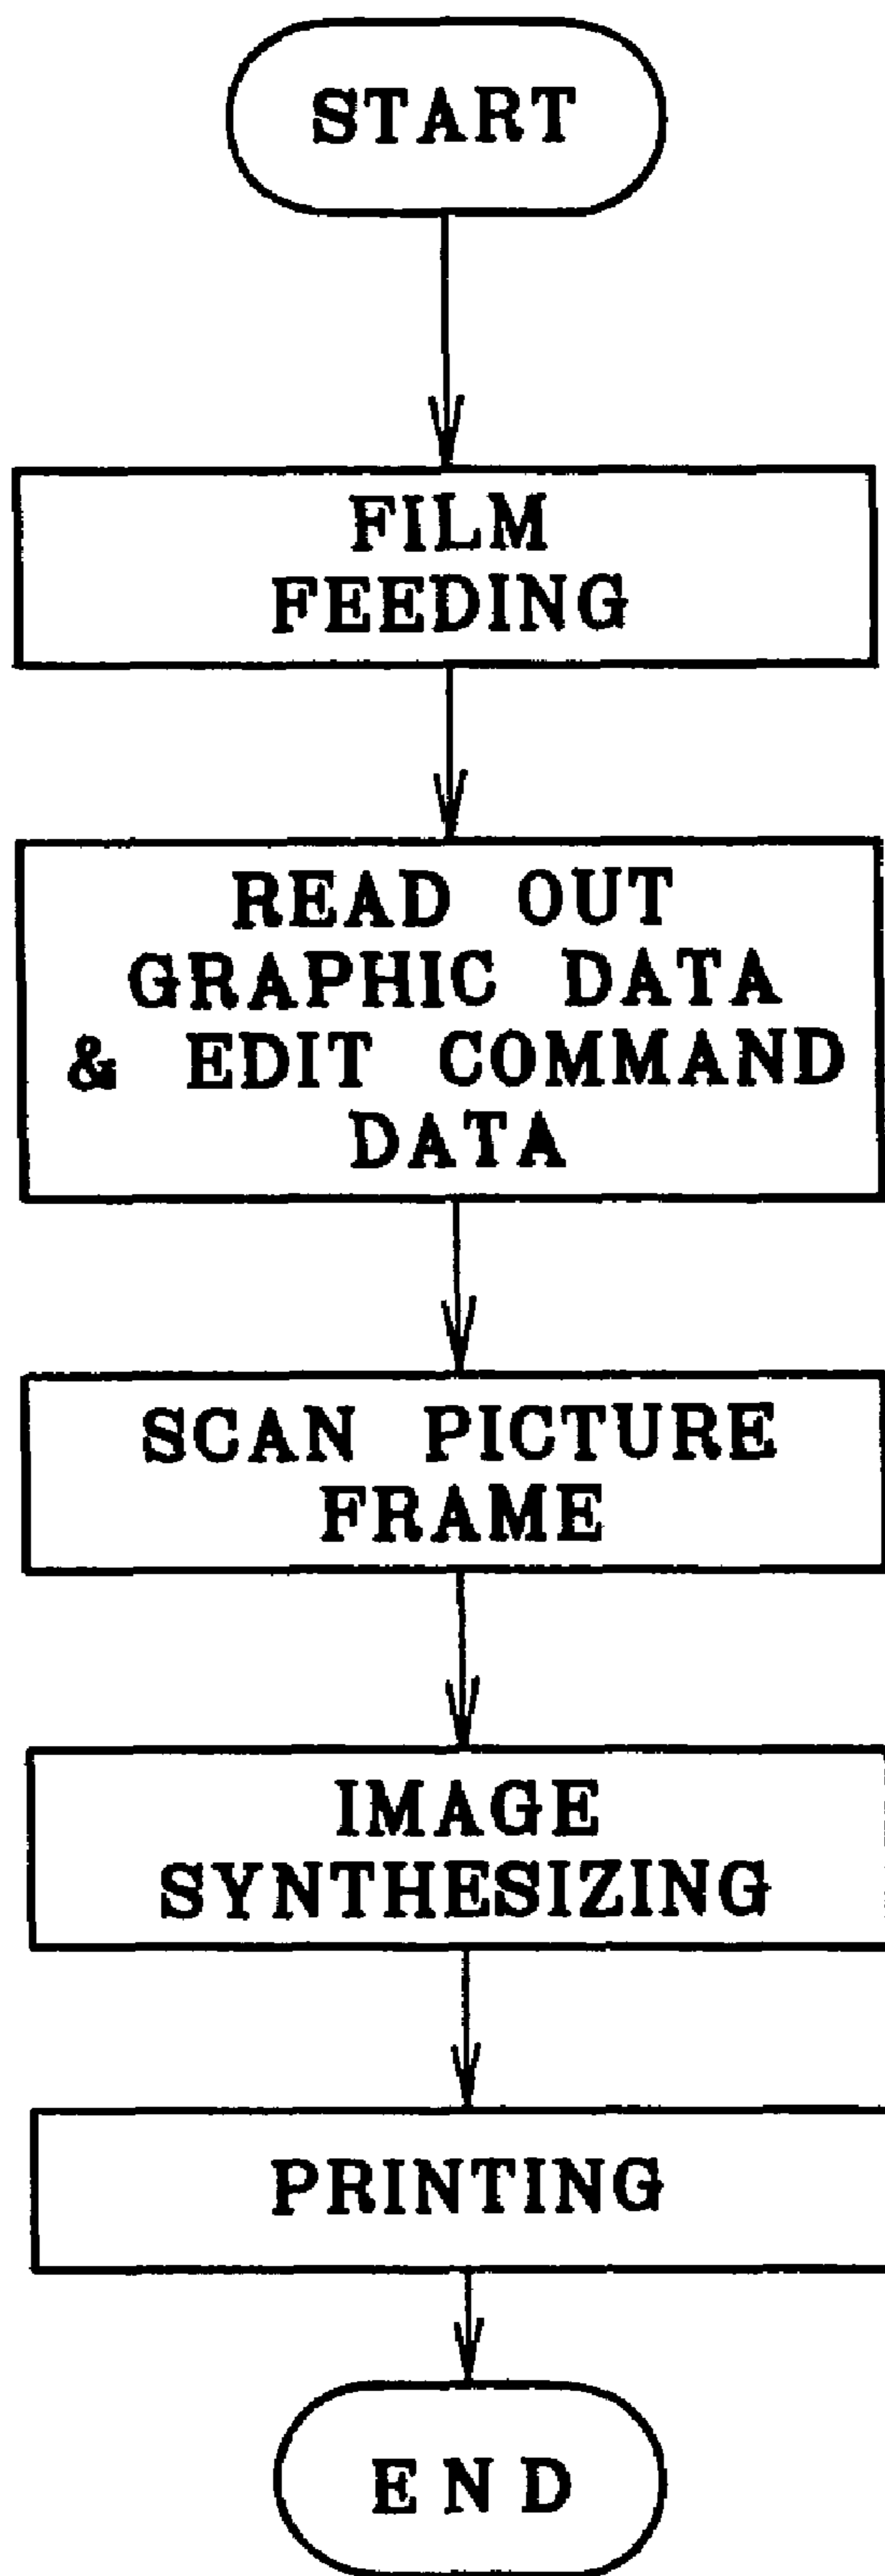 START
FILM
FEEDING
READ OUT
GRAPHIC DATA
& EDIT COMMAND
DATA
SCAN PICTURE
FRAME
IMAGE
SYNTHESIZING
PRINTING
END